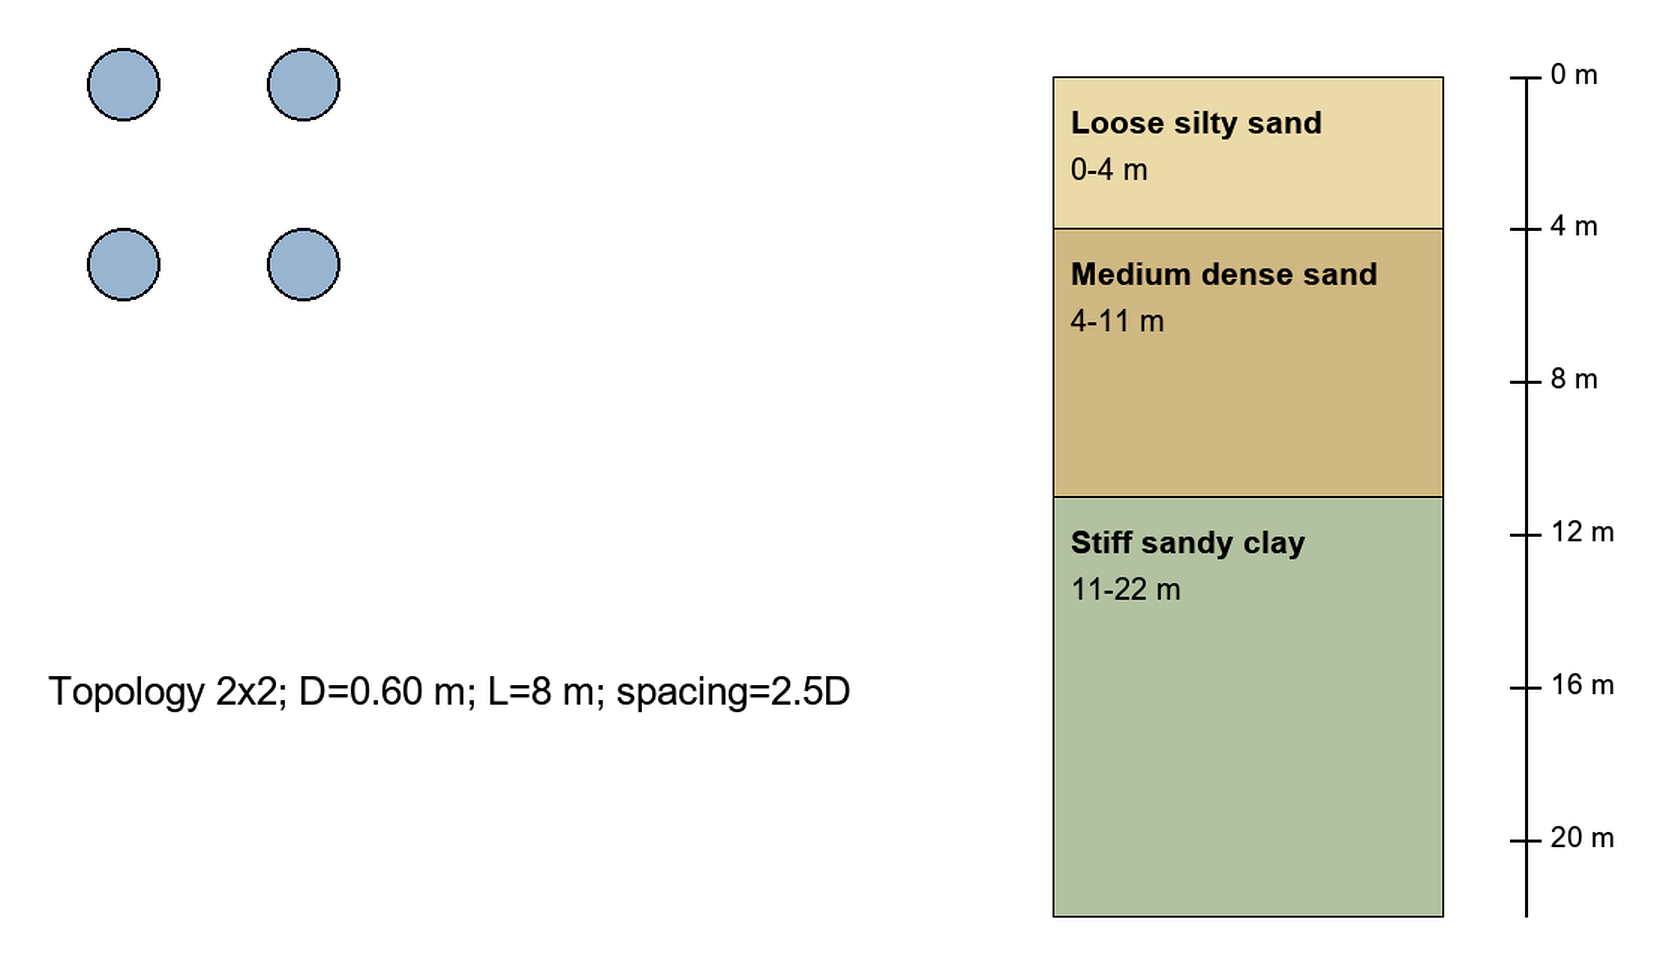 0 m
Loose silty sand
0-4 m
4 m
Medium dense sand
4-11 m
8 m
Stiff sandy clay
12 m
11-22 m
Topology 2x2; D=0.60 m; L=8 m; spacing=2.5D
16 m
20 m